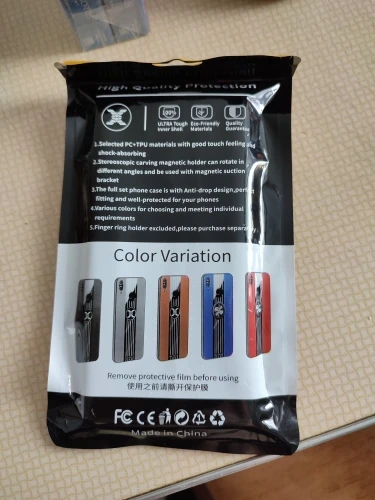 High Quality Protection
ULTRA Tough Eco-Friendly Quality
Inner Shell Materials Guarantee
1.Selected PC+TPU materials with good touch feeling and
shock-absorbing
2.Stereoscopic carving magnetic holder can rotate in
different angles and be used with magnetic suction
bracket
3.The full set phone case is with Anti-drop design,perfect
fitting and well-protected for your phones
4.Various colors for choosing and meeting individual
requirements
5.Finger ring holder excluded,please purchase separately
Color Variation
Remove protective film before using
使用之前请撕开保护膜
FC CE
Made in China